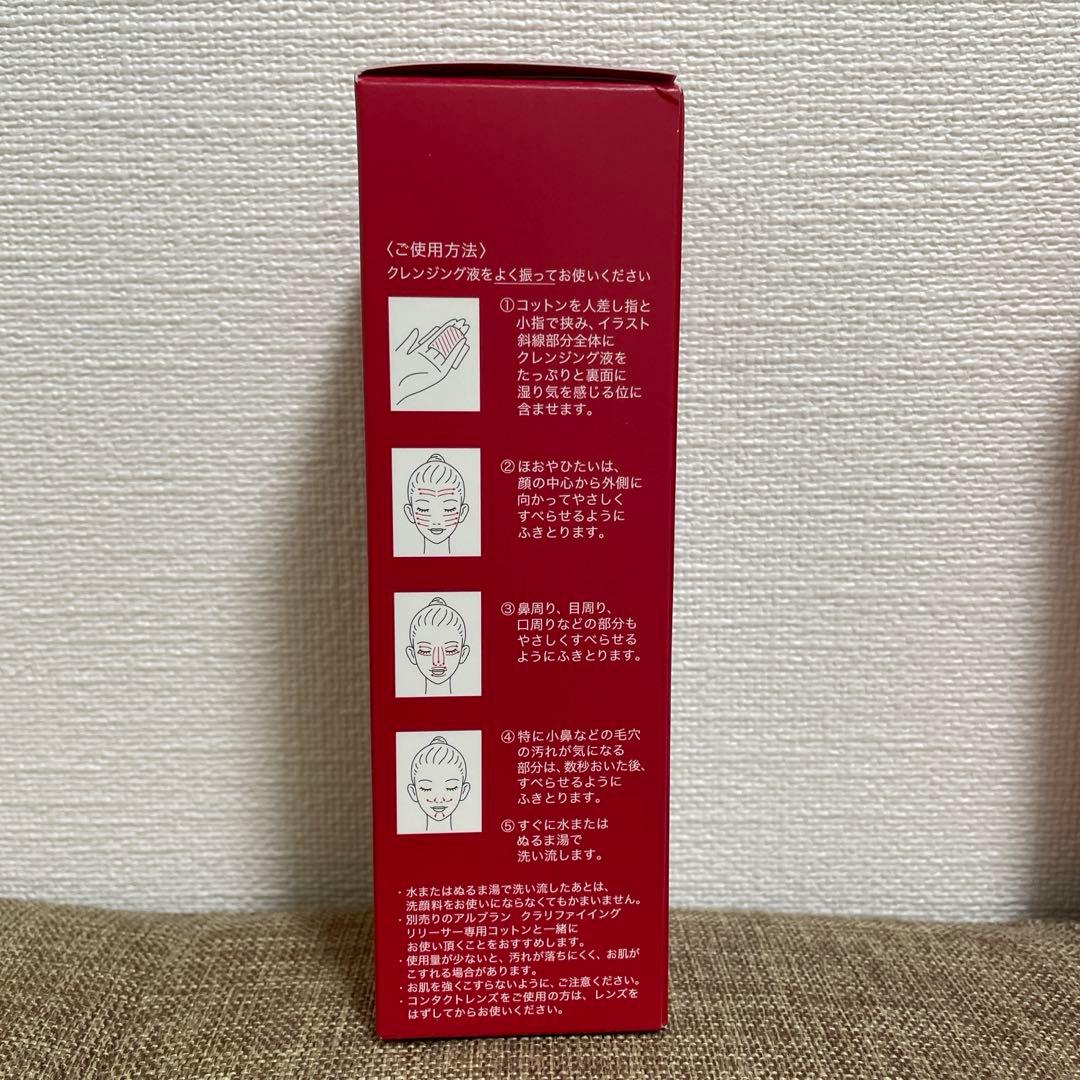 〈ご使用方法〉
クレンジング液をよく振ってお使いください
①コットンを人差し指と
小指で挟み、イラスト
斜線部分全体に
クレンジング液を
たっぷりと裏面に
湿り気を感じる位に
含ませます。
②ほおやひたいは、
顔の中心から外側に
向かってやさしく
すべらせるように
ふきとります。
③鼻周り、目周り、
口周りなどの部分も
やさしくすべらせる
ようにふきとります。
④特に小鼻などの毛穴
の汚れが気になる
部分は、数秒おいた後、
すべらせるように
ふきとります。
⑤すぐに水または
ぬるま湯で
洗い流します。
・水またはぬるま湯で洗い流したあとは、
洗顔料をお使いにならなくてもかまいません。
・別売りのアルブラン クラリファイイング
リリーサー専用コットンと一緒に
お使い頂くことをおすすめします。
・使用量が少ないと、汚れが落ちにくく、お肌が
こすれる場合があります。
・お肌を強くこすらないように、ご注意ください。
・コンタクトレンズをご使用の方は、レンズを
はずしてからお使いください。